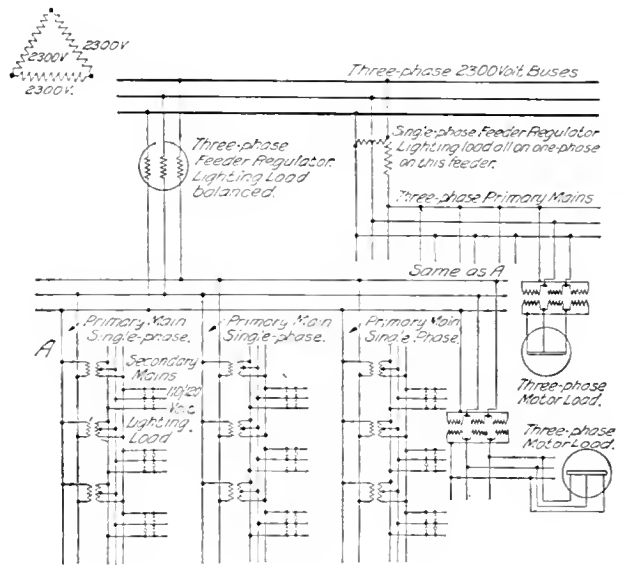 2300V
2300V
2300V.
Three-phase 2300 Volt Buses
Three-phase
Feeder Regulator.
Lighting Load
balanced.
Single-phase Feeder Regulator
Lighting load all on one-phase
on this feeder.
Three-phase Primary Mains
Same as A
A
Primary Main
Single-phase.
Primary Main
Single-phase.
Primary Main
Single Phase.
Secondary
Mains
110/220
Volt
Lighting
Load
Three-phase
Motor Load.
Three-phase
Motor Load.